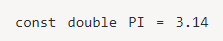 const double PI = 3.14